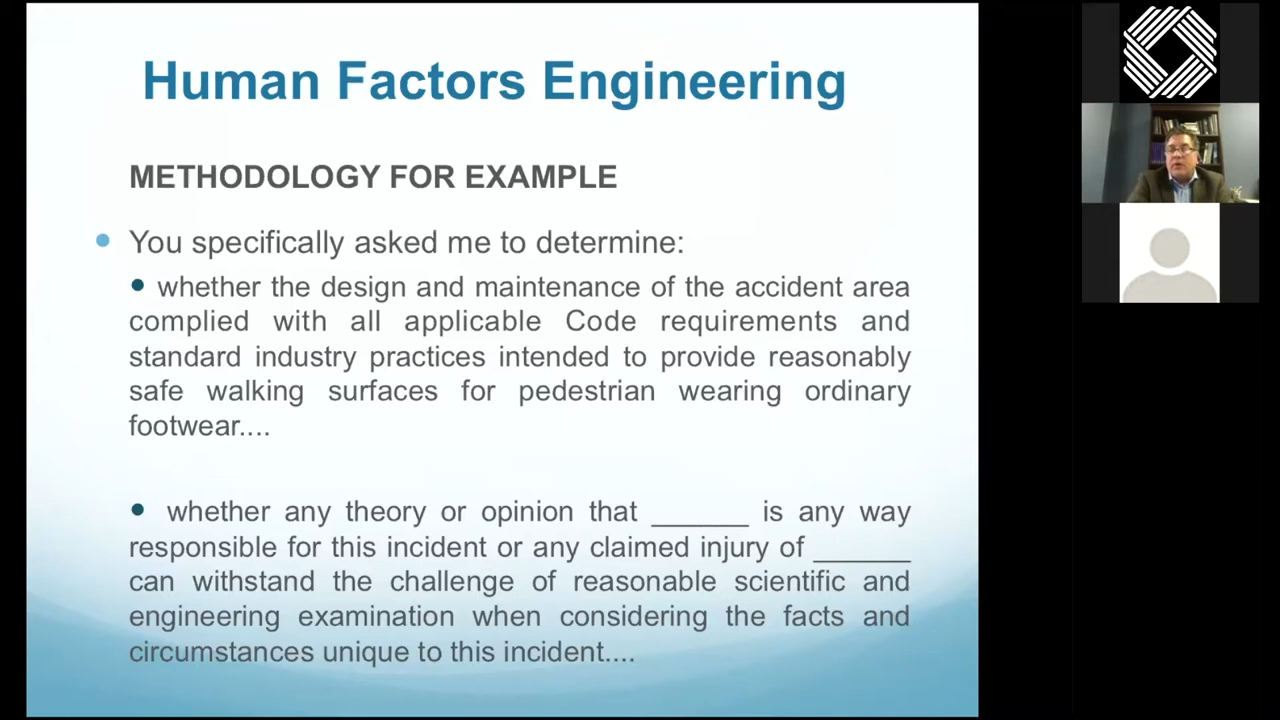 Human Factors Engineering
METHODOLOGY FOR EXAMPLE
You specifically asked me to determine:
whether the design and maintenance of the accident area
complied with all applicable Code requirements and
standard industry practices intended to provide reasonably
safe walking surfaces for pedestrian wearing ordinary
footwear....
whether any theory or opinion that ______ is any way
responsible for this incident or any claimed injury of ______
can withstand the challenge of reasonable scientific and
engineering examination when considering the facts and
circumstances unique to this incident....